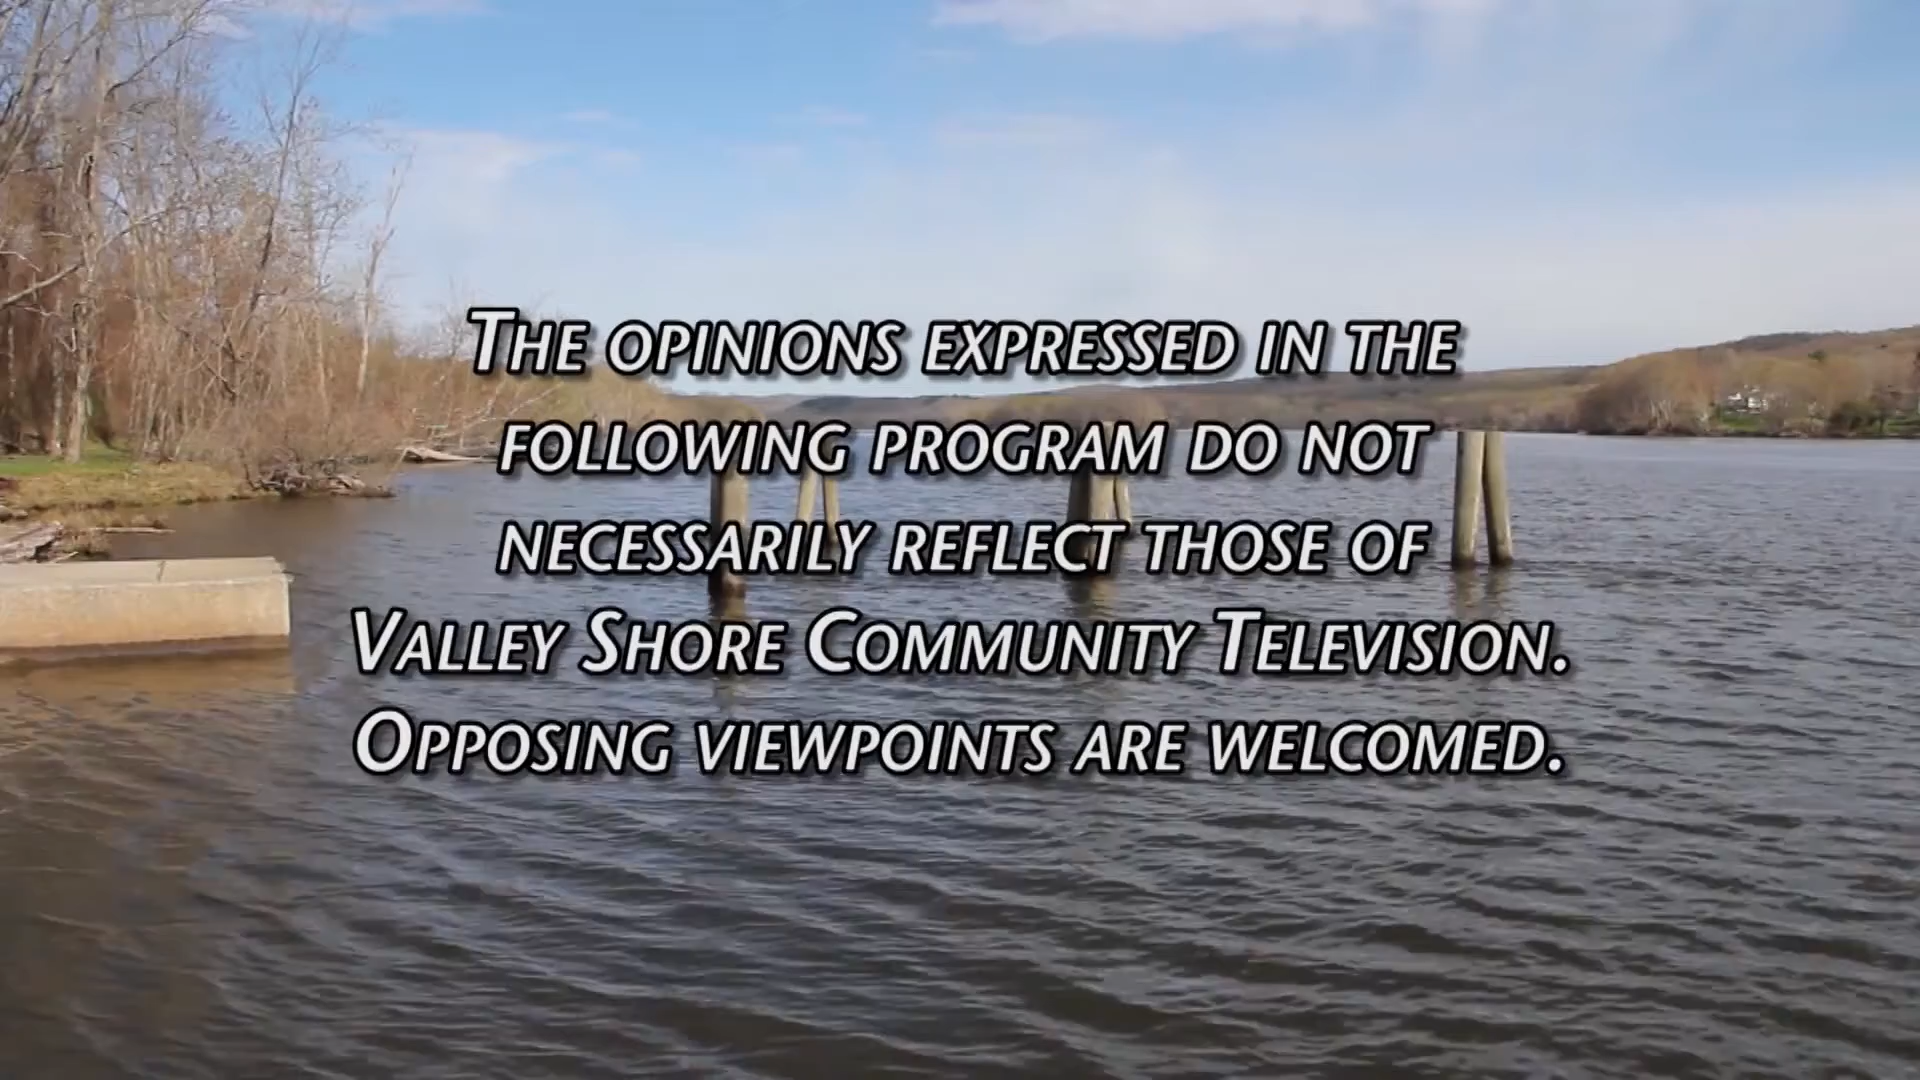 The opinions expressed in the
following program do not
necessarily reflect those of
Valley Shore Community Television.
Opposing viewpoints are welcomed.